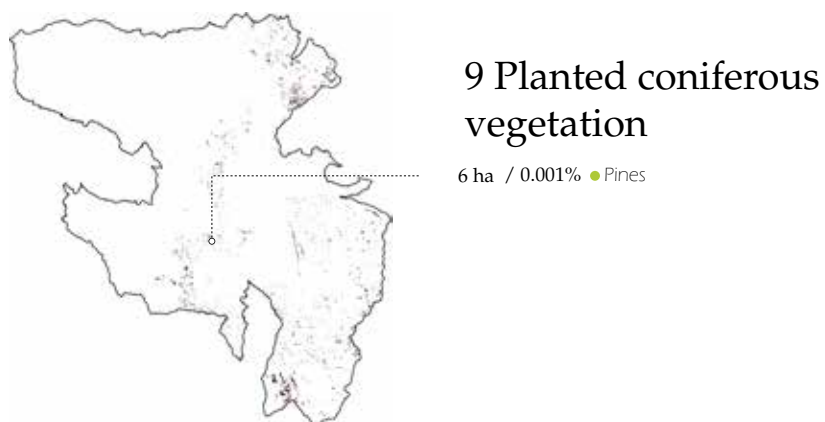 9 Planted coniferous
vegetation
6 ha / 0.001% Pines